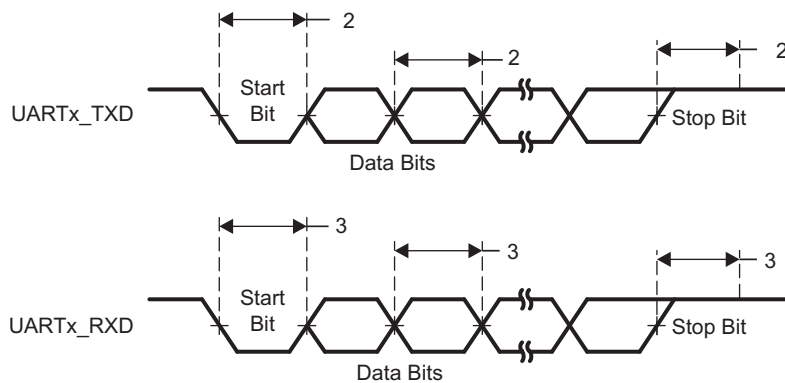 2
2
2
UARTx_TXD
Start
Bit
Stop Bit
Data Bits
3
3
3
UARTx_RXD
Start
Bit
Stop Bit
Data Bits